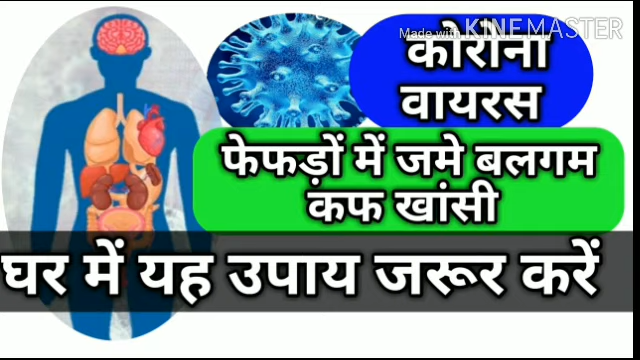 Made with KINEMASTER
कोरोना
वायरस
फेफड़ों में जमे बलगम
कफ खांसी
घर में यह उपाय जरूर करें